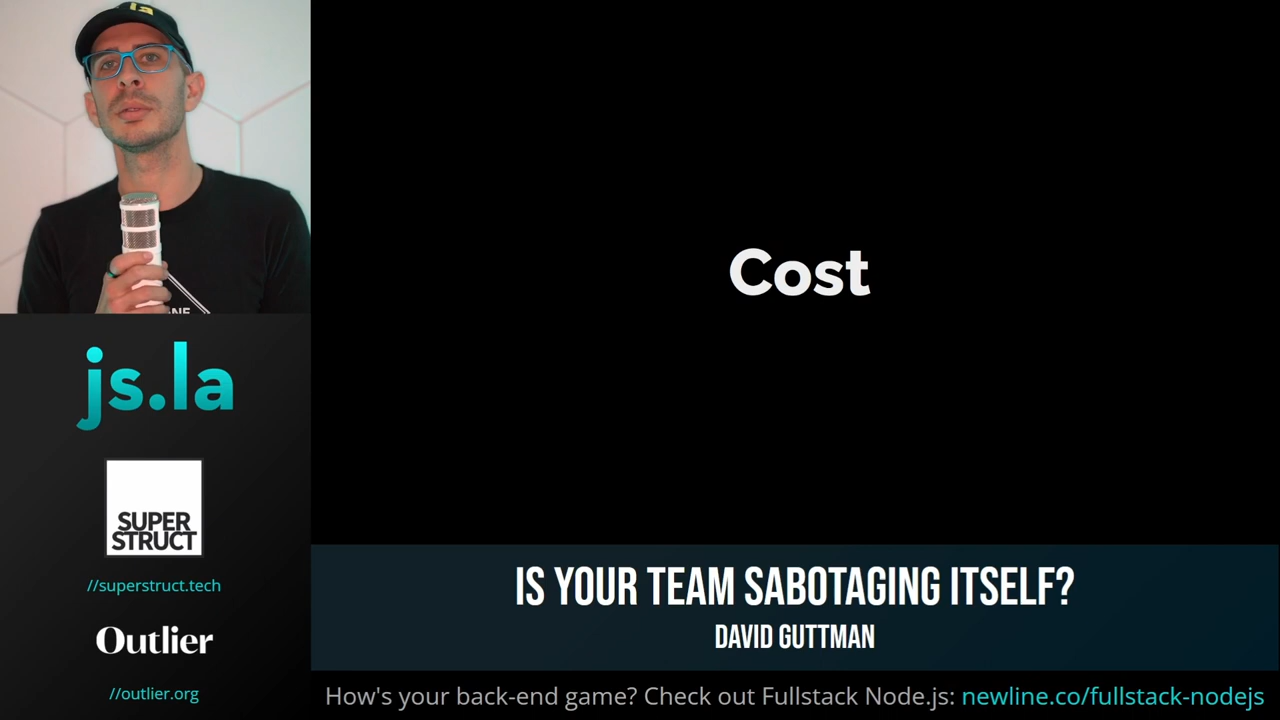 Cost
NE
js.la
SUPER
STRUCT
//superstruct.tech
Outlier
//outlier.org
IS YOUR TEAM SABOTAGING ITSELF?
DAVID GUTTMAN
How's your back-end game? Check out Fullstack Node.js: newline.co/fullstack-nodejs